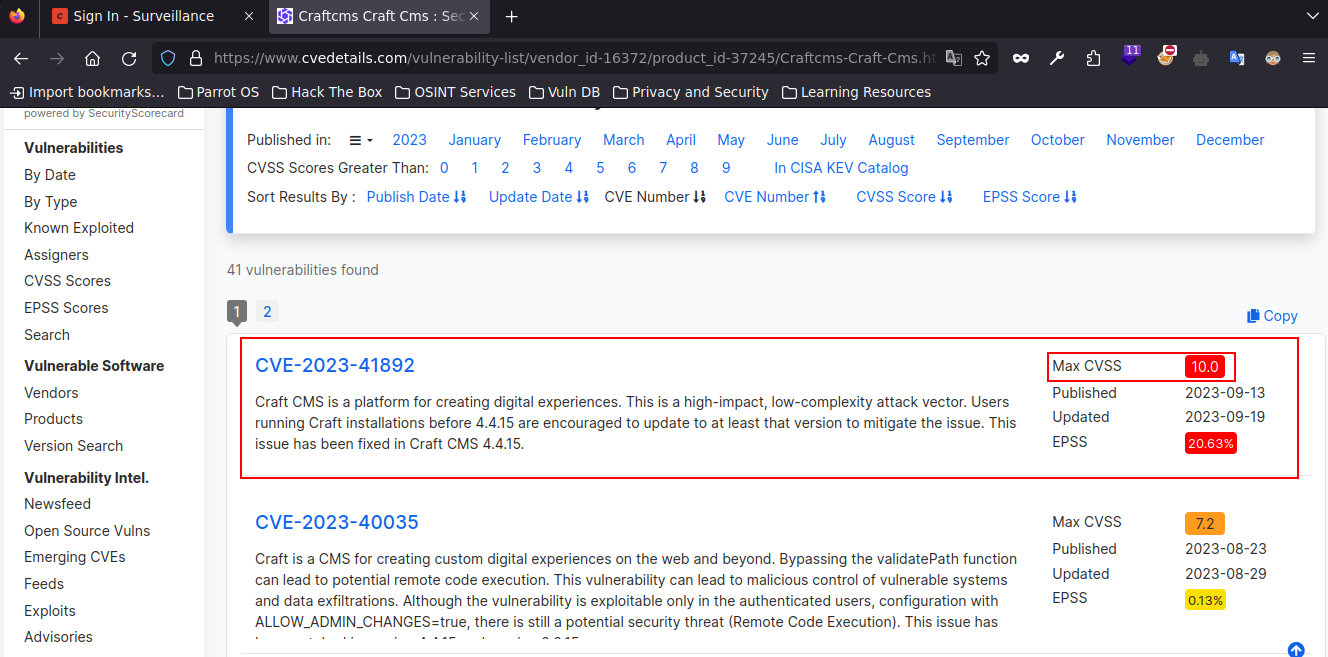 Sign In - Surveillance
Craftcms Craft Cms : Sec
https://www.cvedetails.com/vulnerability-list/vendor_id-16372/product_id-37245/Craftcms-Craft-Cms.ht
11
Import bookmarks...
Parrot OS
Hack The Box
OSINT Services
Vuln DB
Privacy and Security
Learning Resources
powered by SecurityScorecard
Vulnerabilities
By Date
By Type
Known Exploited
Assigners
CVSS Scores
EPSS Scores
Search
Vulnerable Software
Vendors
Products
Version Search
Vulnerability Intel.
Newsfeed
Open Source Vulns
Emerging CVEs
Feeds
Exploits
Advisories
Published in: 2023 January February March April May June July August September October November December
CVSS Scores Greater Than: 0 1 2 3 4 5 6 7 8 9 In CISA KEV Catalog
Sort Results By : Publish Date Update Date CVE Number CVE Number CVSS Score EPSS Score
41 vulnerabilities found
1 2
Copy
CVE-2023-41892
Craft CMS is a platform for creating digital experiences. This is a high-impact, low-complexity attack vector. Users
running Craft installations before 4.4.15 are encouraged to update to at least that version to mitigate the issue. This
issue has been fixed in Craft CMS 4.4.15.
Max CVSS 10.0
Published 2023-09-13
Updated 2023-09-19
EPSS 20.63%
CVE-2023-40035
Craft is a CMS for creating custom digital experiences on the web and beyond. Bypassing the validatePath function
can lead to potential remote code execution. This vulnerability can lead to malicious control of vulnerable systems
and data exfiltrations. Although the vulnerability is exploitable only in the authenticated users, configuration with
ALLOW_ADMIN_CHANGES=true, there is still a potential security threat (Remote Code Execution). This issue has
Max CVSS 7.2
Published 2023-08-23
Updated 2023-08-29
EPSS 0.13%